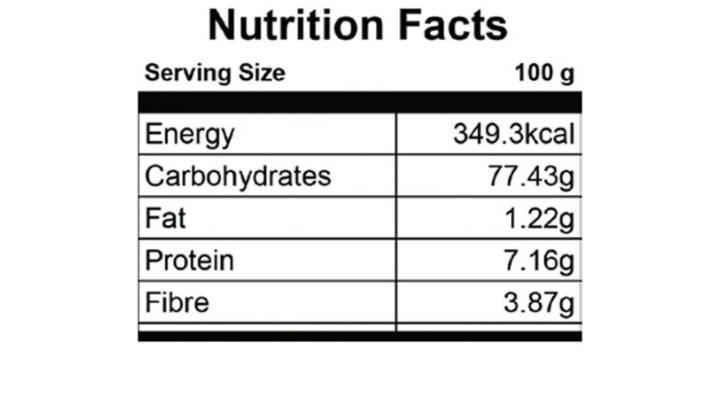 Nutrition Facts
Serving Size 100 g
Energy 349.3kcal
Carbohydrates 77.43g
Fat 1.22g
Protein 7.16g
Fibre 3.87g